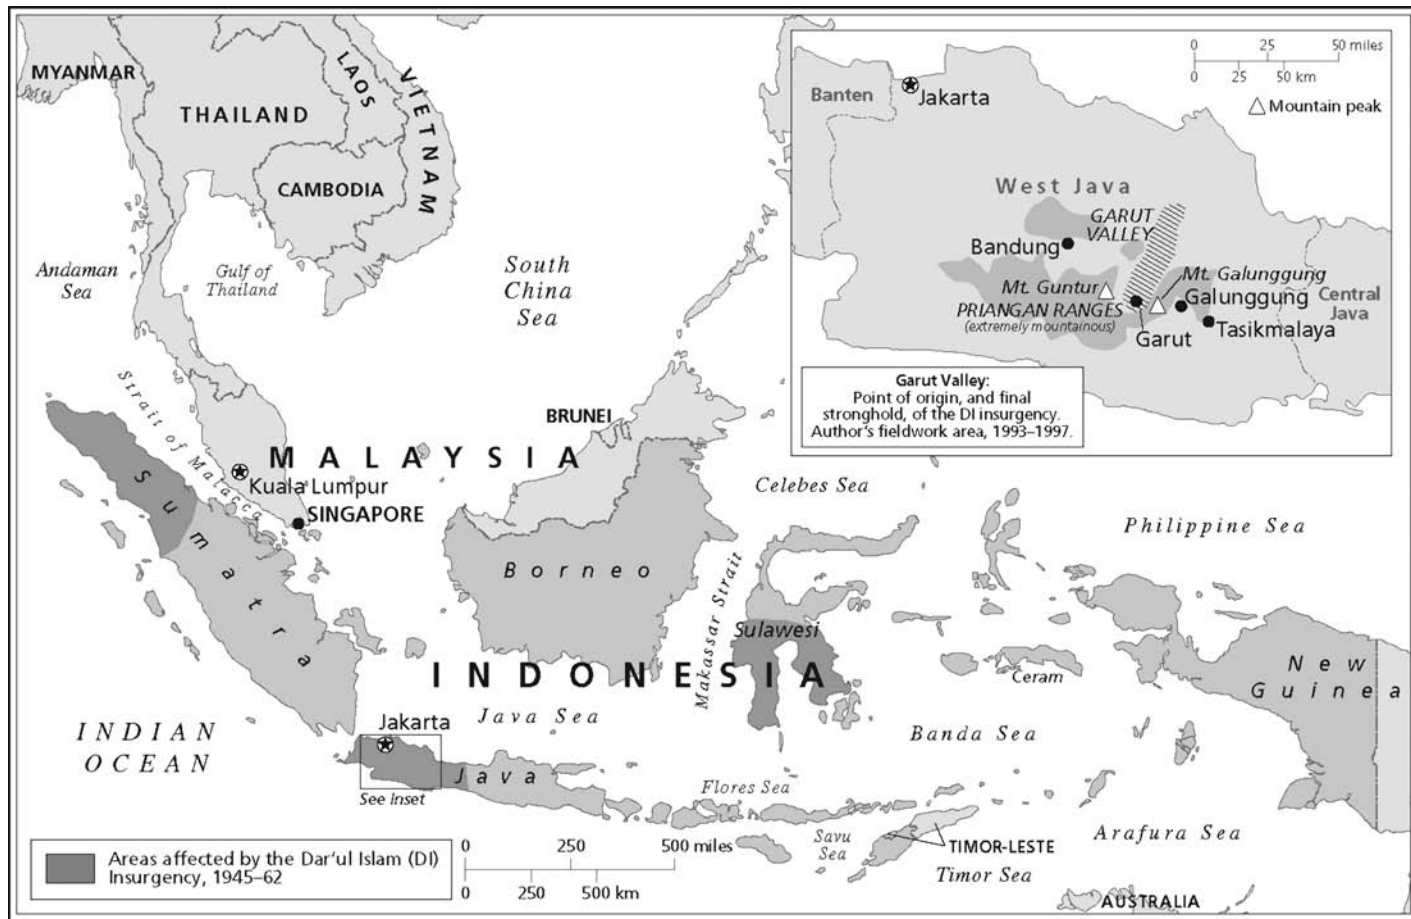 MYANMAR
LAOS
VIETNAM
THAILAND
CAMBODIA
Andaman
Sea
Gulf of
Thailand
South
China
Sea
Strait of Malacca
BRUNEI
MALAYSIA
Kuala Lumpur
SINGAPORE
Sumatra
Borneo
Celebes Sea
Philippine Sea
Makassar Strait
Sulawesi
INDONESIA
Ceram
New
Guinea
INDIAN
OCEAN
Java Sea
Banda Sea
Jakarta
Java
See inset
Flores Sea
Savu
Sea
TIMOR-LESTE
Timor Sea
Arafura Sea
AUSTRALIA
Areas affected by the Dar'ul Islam (DI)
Insurgency, 1945–62
0 250 500 miles
0 250 500 km
0 25 50 miles
0 25 50 km
Mountain peak
Banten
Jakarta
West Java
GARUT
VALLEY
Bandung
Mt. Galunggung
Mt. Guntur
Galunggung
Central
Java
PRIANGAN RANGES
(extremely mountainous)
Garut
Tasikmalaya
Garut Valley:
Point of origin, and final
stronghold, of the DI insurgency.
Author's fieldwork area, 1993–1997.